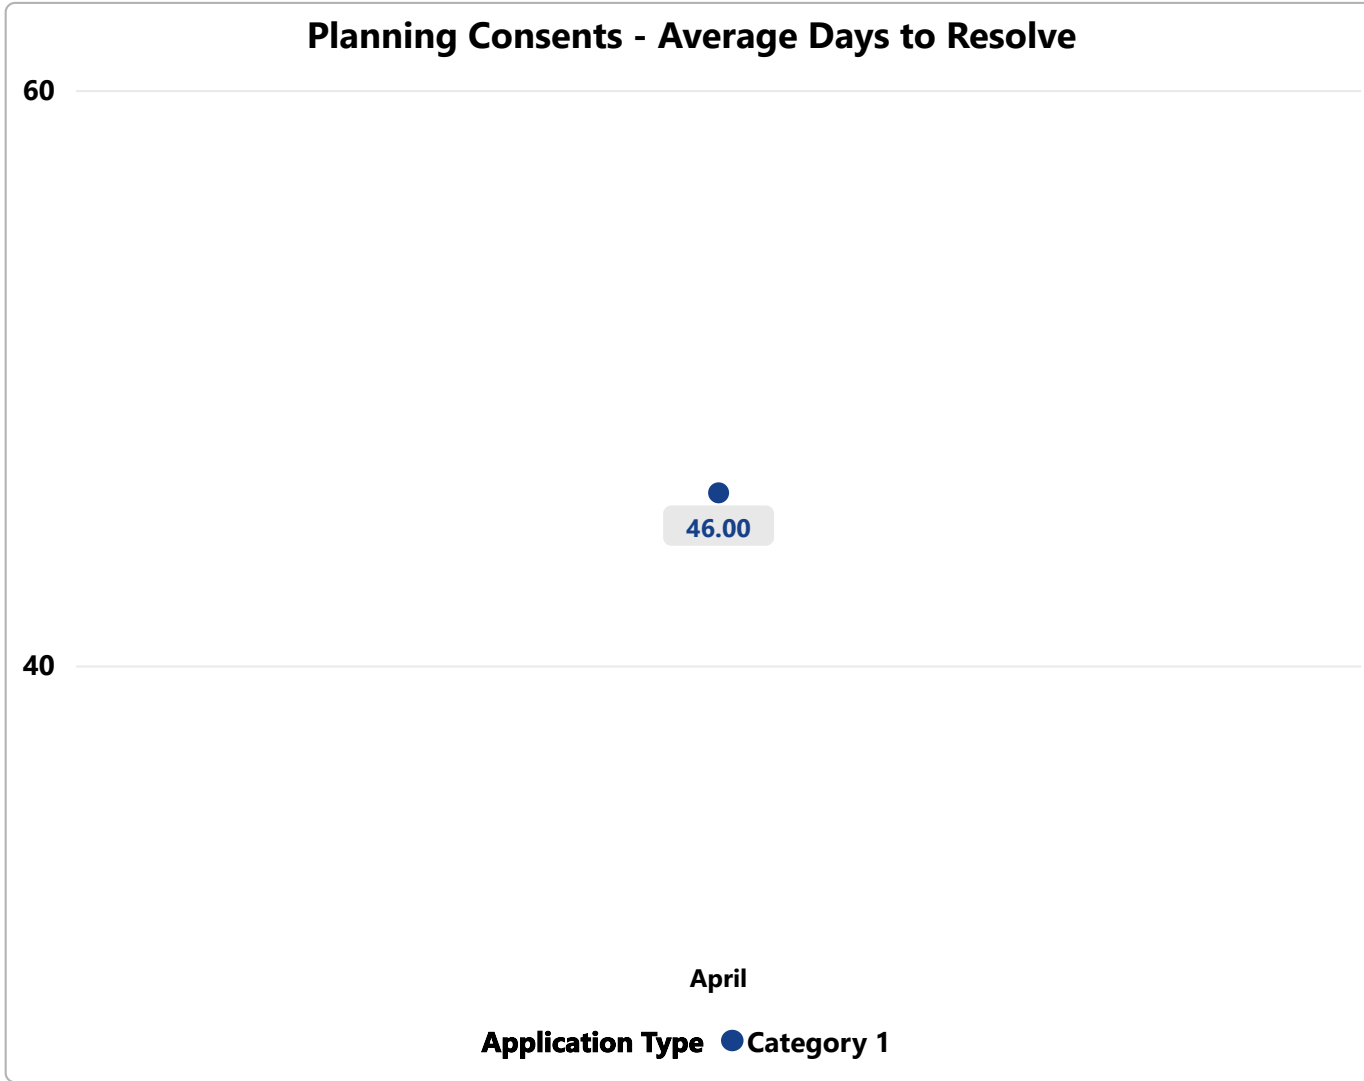 Planning Consents - Average Days to Resolve
60
46.00
40
April
Application Type Category 1